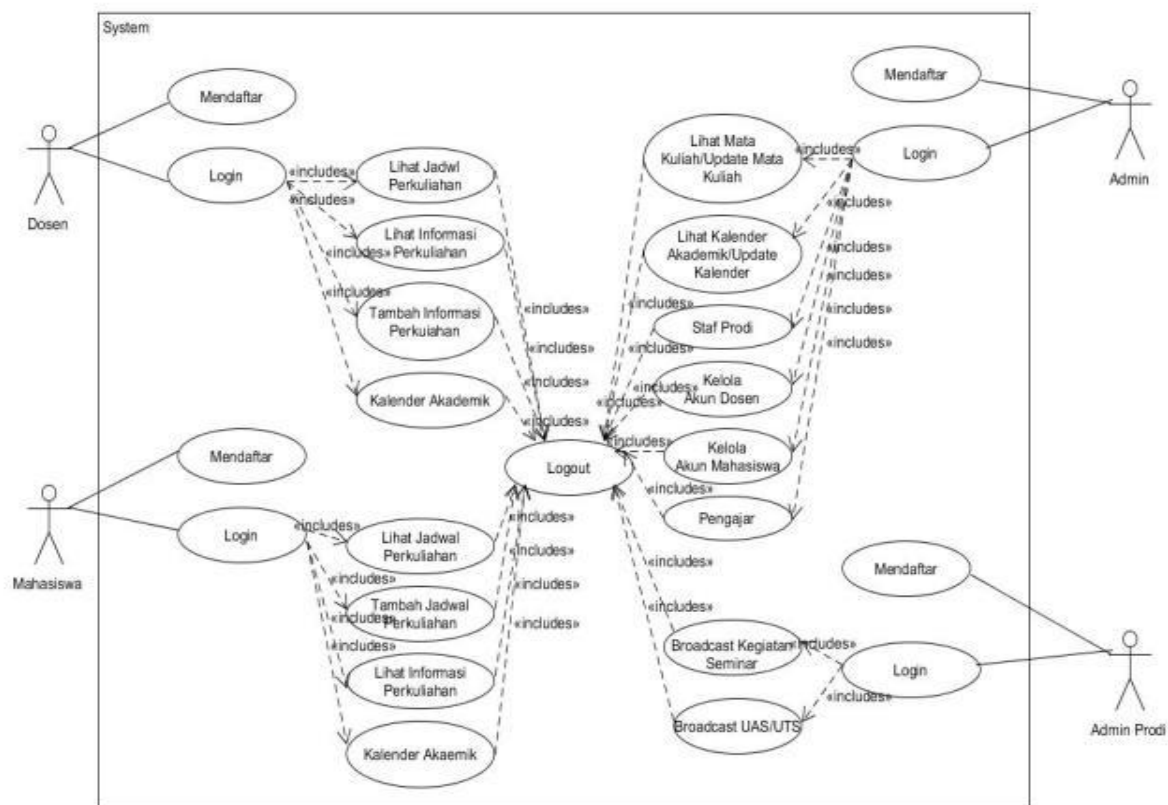 System
Mendaftar
Login
Dosen
«includes»
Lihat Jadwl
Perkuliahan
«includes»
Lihat Informasi
Perkuliahan
«includes»
«includes»
Tambah Informasi
Perkuiahan
Kalender Akademik
«includes»
«includes»
«includes»
«includes»
Mendaftar
Login
Admin
«includes»
Lihat Mata
Kuliah/Update Mata
Kuliah
«includes»
Lihat Kalender
Akademik/Update
Kalender
«includes»
«includes»
«includes»
«includes»
Staf Prodi
Kelola
Akun Dosen
Kelola
Akun Mahasiswa
Pengajar
«includes»
«includes»
«includes»
«includes»
«includes»
«includes»
Logout
Mendaftar
Login
Mahasiswa
«includes»
Lihat Jadwal
Perkuliahan
«includes»
Tambah Jadwal
Perkuliahan
«includes»
«includes»
Lihat Informasi
Perkuliahan
Kalender Akaemik
«includes»
«includes»
«includes»
«includes»
Mendaftar
Login
Admin Prodi
«includes»
Broadcast Kegiatan
Seminar
«includes»
Broadcast UAS/UTS
«includes»
«includes»